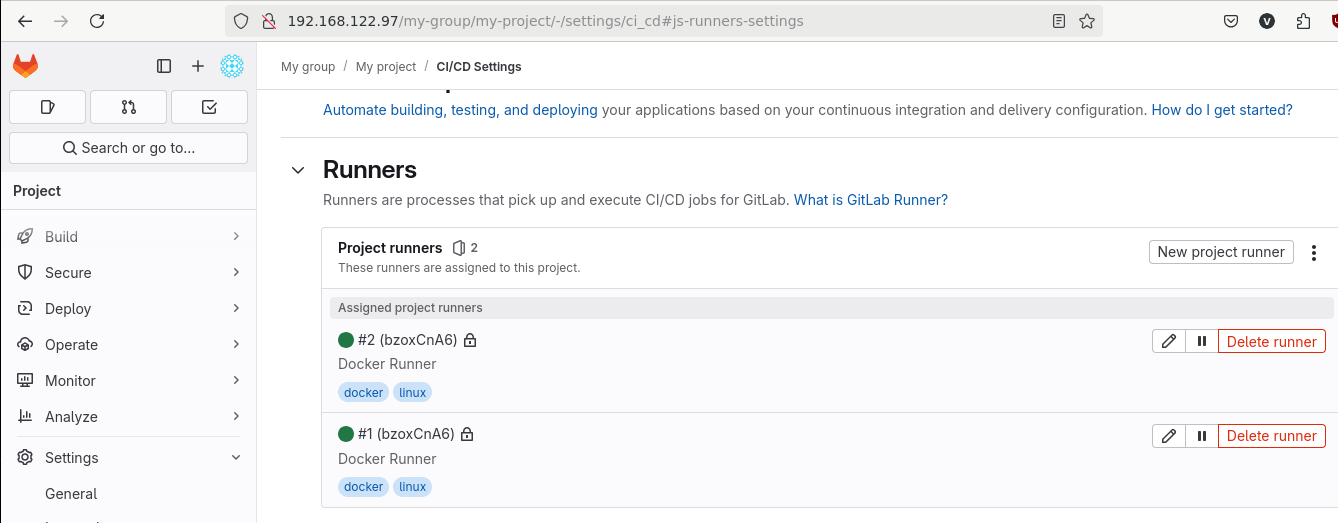 192.168.122.97/my-group/my-project/-/settings/ci_cd#js-runners-settings
My group / My project / CI/CD Settings
Search or go to...
Project
Build
Secure
Deploy
Operate
Monitor
Analyze
Settings
General
Automate building, testing, and deploying your applications based on your continuous integration and delivery configuration. How do I get started?
Runners
Runners are processes that pick up and execute CI/CD jobs for GitLab. What is GitLab Runner?
Project runners 2
New project runner
These runners are assigned to this project.
Assigned project runners
#2 (bzoxCnA6)
Delete runner
Docker Runner
docker linux
#1 (bzoxCnA6)
Delete runner
Docker Runner
docker linux